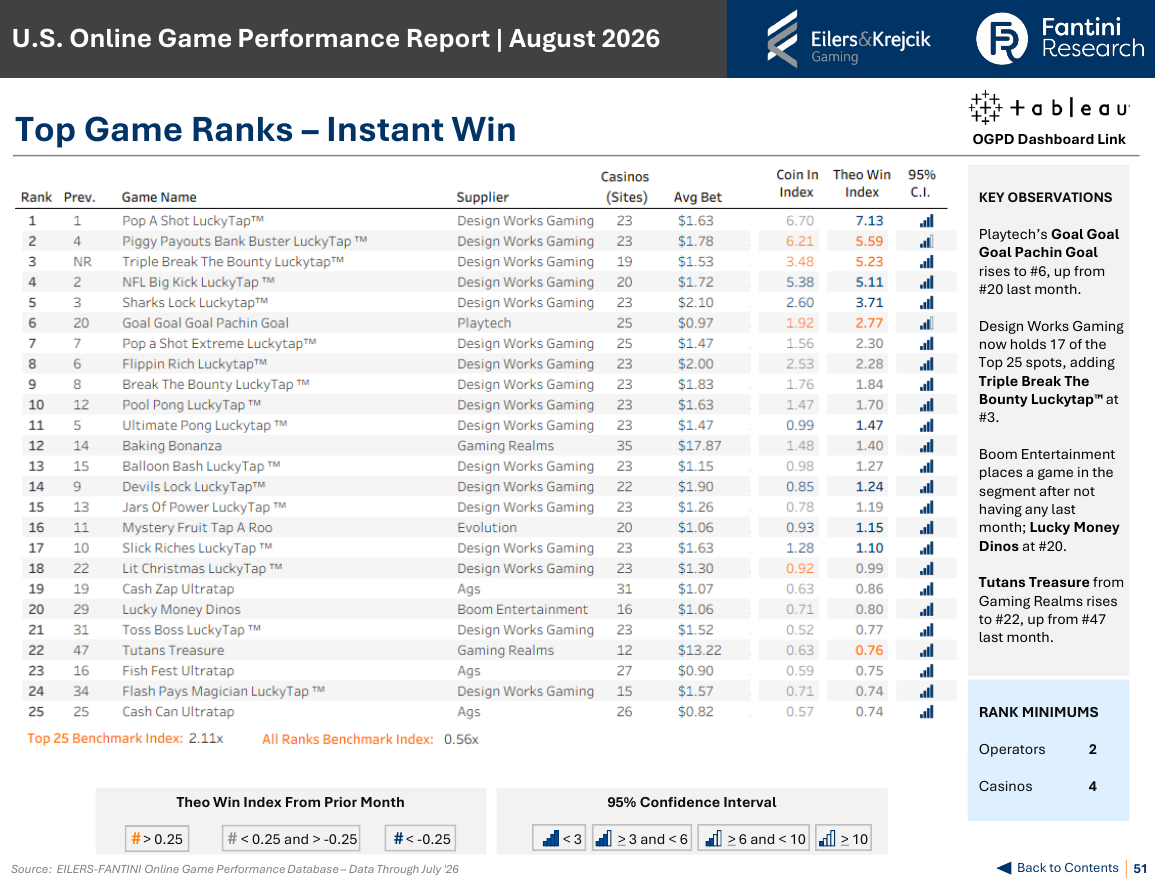 U.S. Online Game Performance Report | August 2026
Eilers&Krejcik
Gaming
Fantini
Research
Top Game Ranks – Instant Win
+ a b l e a u
OGPD Dashboard Link
Rank Prev. Game Name Supplier Casinos (Sites) Avg Bet Coin In Index Theo Win Index 95% C.I.
1 1 Pop A Shot LuckyTap™ Design Works Gaming 23 $1.63 6.70 7.13
2 4 Piggy Payouts Bank Buster LuckyTap ™ Design Works Gaming 23 $1.78 6.21 5.59
3 NR Triple Break The Bounty Luckytap™ Design Works Gaming 19 $1.53 3.48 5.23
4 2 NFL Big Kick LuckyTap ™ Design Works Gaming 20 $1.72 5.38 5.11
5 3 Sharks Lock Luckytap™ Design Works Gaming 23 $2.10 2.60 3.71
6 20 Goal Goal Goal Pachin Goal Playtech 25 $0.97 1.92 2.77
7 7 Pop a Shot Extreme Luckytap™ Design Works Gaming 25 $1.47 1.56 2.30
8 6 Flippin Rich Luckytap™ Design Works Gaming 23 $2.00 2.53 2.28
9 8 Break The Bounty LuckyTap ™ Design Works Gaming 23 $1.83 1.76 1.84
10 12 Pool Pong LuckyTap ™ Design Works Gaming 23 $1.63 1.47 1.70
11 5 Ultimate Pong Luckytap ™ Design Works Gaming 23 $1.47 0.99 1.47
12 14 Baking Bonanza Gaming Realms 35 $17.87 1.48 1.40
13 15 Balloon Bash LuckyTap ™ Design Works Gaming 23 $1.15 0.98 1.27
14 9 Devils Lock LuckyTap™ Design Works Gaming 22 $1.90 0.85 1.24
15 13 Jars Of Power LuckyTap™ Design Works Gaming 23 $1.26 0.78 1.19
16 11 Mystery Fruit Tap A Roo Evolution 20 $1.06 0.93 1.15
17 10 Slick Riches LuckyTap ™ Design Works Gaming 23 $1.63 1.28 1.10
18 22 Lit Christmas LuckyTap ™ Design Works Gaming 23 $1.30 0.92 0.99
19 19 Cash Zap Ultratap Ags 31 $1.07 0.63 0.86
20 29 Lucky Money Dinos Boom Entertainment 16 $1.06 0.71 0.80
21 31 Toss Boss LuckyTap ™ Design Works Gaming 23 $1.52 0.52 0.77
22 47 Tutans Treasure Gaming Realms 12 $13.22 0.63 0.76
23 16 Fish Fest Ultratap Ags 27 $0.90 0.59 0.75
24 34 Flash Pays Magician LuckyTap ™ Design Works Gaming 15 $1.57 0.71 0.74
25 25 Cash Can Ultratap Ags 26 $0.82 0.57 0.74
Top 25 Benchmark Index: 2.11x All Ranks Benchmark Index: 0.56x
KEY OBSERVATIONS
Playtech's Goal Goal
Goal Pachin Goal
rises to #6, up from
#20 last month.
Design Works Gaming
now holds 17 of the
Top 25 spots, adding
Triple Break The
Bounty Luckytap™ at
#3.
Boom Entertainment
places a game in the
segment after not
having any last
month; Lucky Money
Dinos at #20.
Tutans Treasure from
Gaming Realms rises
to #22, up from #47
last month.
RANK MINIMUMS
Operators 2
Casinos 4
Theo Win Index From Prior Month
# > 0.25 # < 0.25 and > -0.25 # < -0.25
95% Confidence Interval
< 3 ≥ 3 and < 6 ≥ 6 and < 10 ≥ 10
Source: EILERS-FANTINI Online Game Performance Database – Data Through July '26
Back to Contents 51